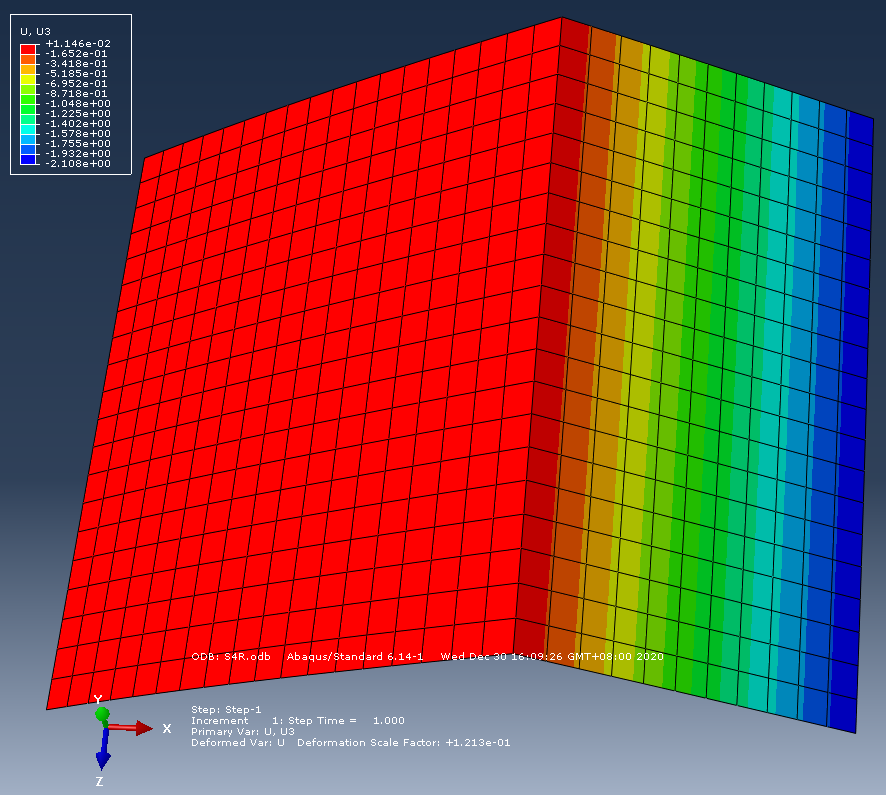 U, U3
+1.146e-02
-1.652e-01
-3.418e-01
-5.185e-01
-6.952e-01
-8.718e-01
-1.048e+00
-1.225e+00
-1.402e+00
-1.578e+00
-1.755e+00
-1.932e+00
-2.108e+00
ODB: S4R.odb Abaqus/Standard 6.14-1 Wed Dec 30 16:09:26 GMT+08:00 2020
Y
X
Z
Step: Step-1
Increment 1: Step Time = 1.000
Primary Var: U, U3
Deformed Var: U Deformation Scale Factor: +1.213e-01